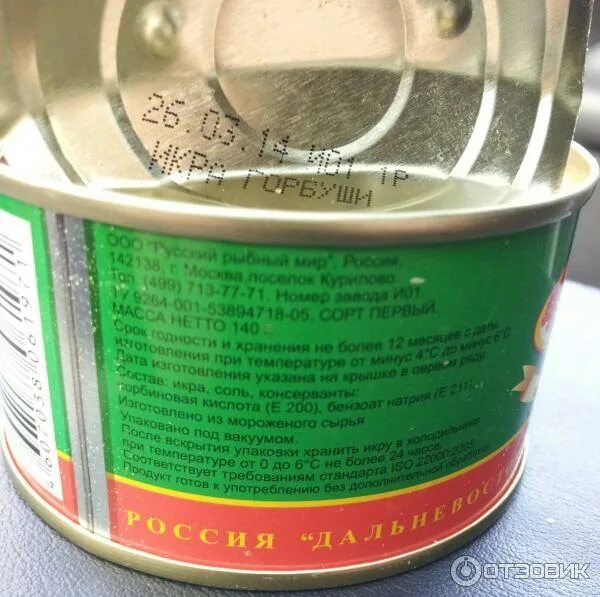 26.03.14 И01 1Р
ИКРА ГОРБУШИ
ООО "Русский рыбный мир", Россия,
142138, г. Москва,поселок Курилово.
Тел. (499) 713-77-71. Номер завода И01.
ТУ 9264-001-53894718-05. СОРТ ПЕРВЫЙ.
МАССА НЕТТО 140 г
Срок годности и хранения не более 12 месяцев с даты
изготовления при температуре от минус 4°С до минус 6°С.
Дата изготовления указана на крышке в первом ряду.
Состав: икра, соль, консерванты:
сорбиновая кислота (Е 200), бензоат натрия (Е 211)
Изготовлено из мороженого сырья
Упаковано под вакуумом.
После вскрытия упаковки хранить икру в холодильнике
при температуре от 0 до 6°С не более 24 часов.
Соответствует требованиям стандарта ISO 22000:2005.
Продукт готов к употреблению без дополнительной обработки.
РОССИЯ "ДАЛЬНЕВОСТ
4 607038 061971
ОТЗОВИК